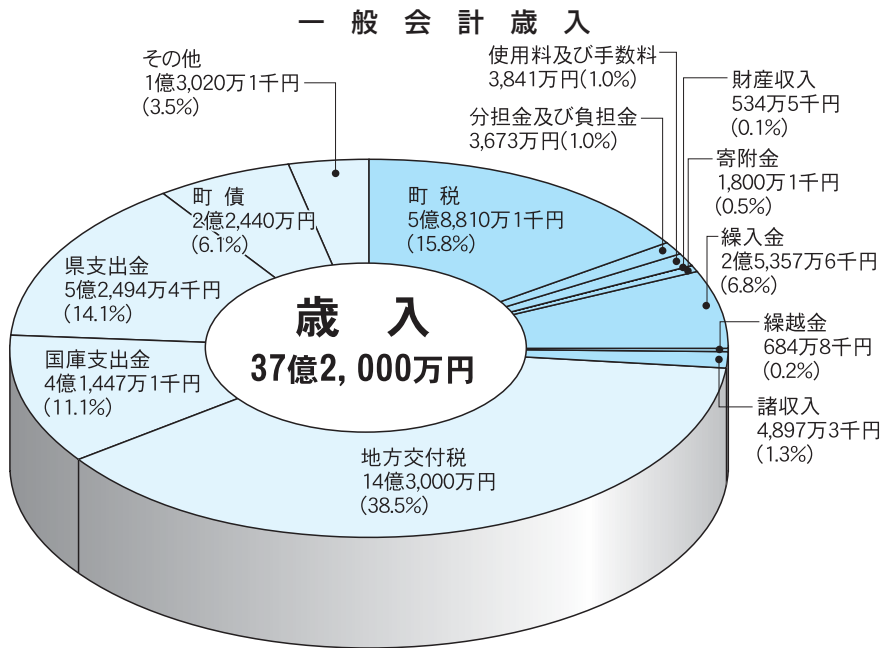 一般会計歳入
その他
1億3,020万1千円
(3.5%)
使用料及び手数料
3,841万円(1.0%)
分担金及び負担金
3,673万円(1.0%)
財産収入
534万5千円
(0.1%)
寄附金
1,800万1千円
(0.5%)
繰入金
2億5,357万6千円
(6.8%)
繰越金
684万8千円
(0.2%)
諸収入
4,897万3千円
(1.3%)
町税
5億8,810万1千円
(15.8%)
町債
2億2,440万円
(6.1%)
県支出金
5億2,494万4千円
(14.1%)
国庫支出金
4億1,447万1千円
(11.1%)
地方交付税
14億3,000万円
(38.5%)
歳入
37億2,000万円